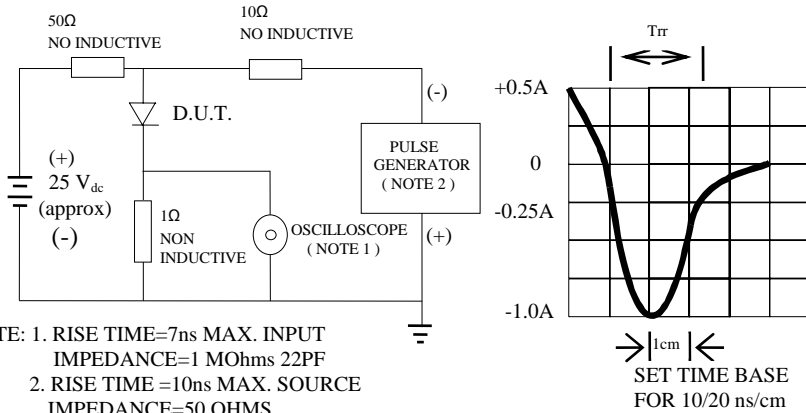 50Ω
NO INDUCTIVE
10Ω
NO INDUCTIVE
D.U.T.
(+)
25 Vdc
(approx)
(-)
1Ω
NON
INDUCTIVE
OSCILLOSCOPE
( NOTE 1 )
(-)
PULSE
GENERATOR
( NOTE 2 )
(+)
TE: 1. RISE TIME=7ns MAX. INPUT
IMPEDANCE=1 MOhms 22PF
2. RISE TIME =10ns MAX. SOURCE
IMPEDANCE=50 OHMS
Trr
+0.5A
0
-0.25A
-1.0A
1cm
SET TIME BASE
FOR 10/20 ns/cm